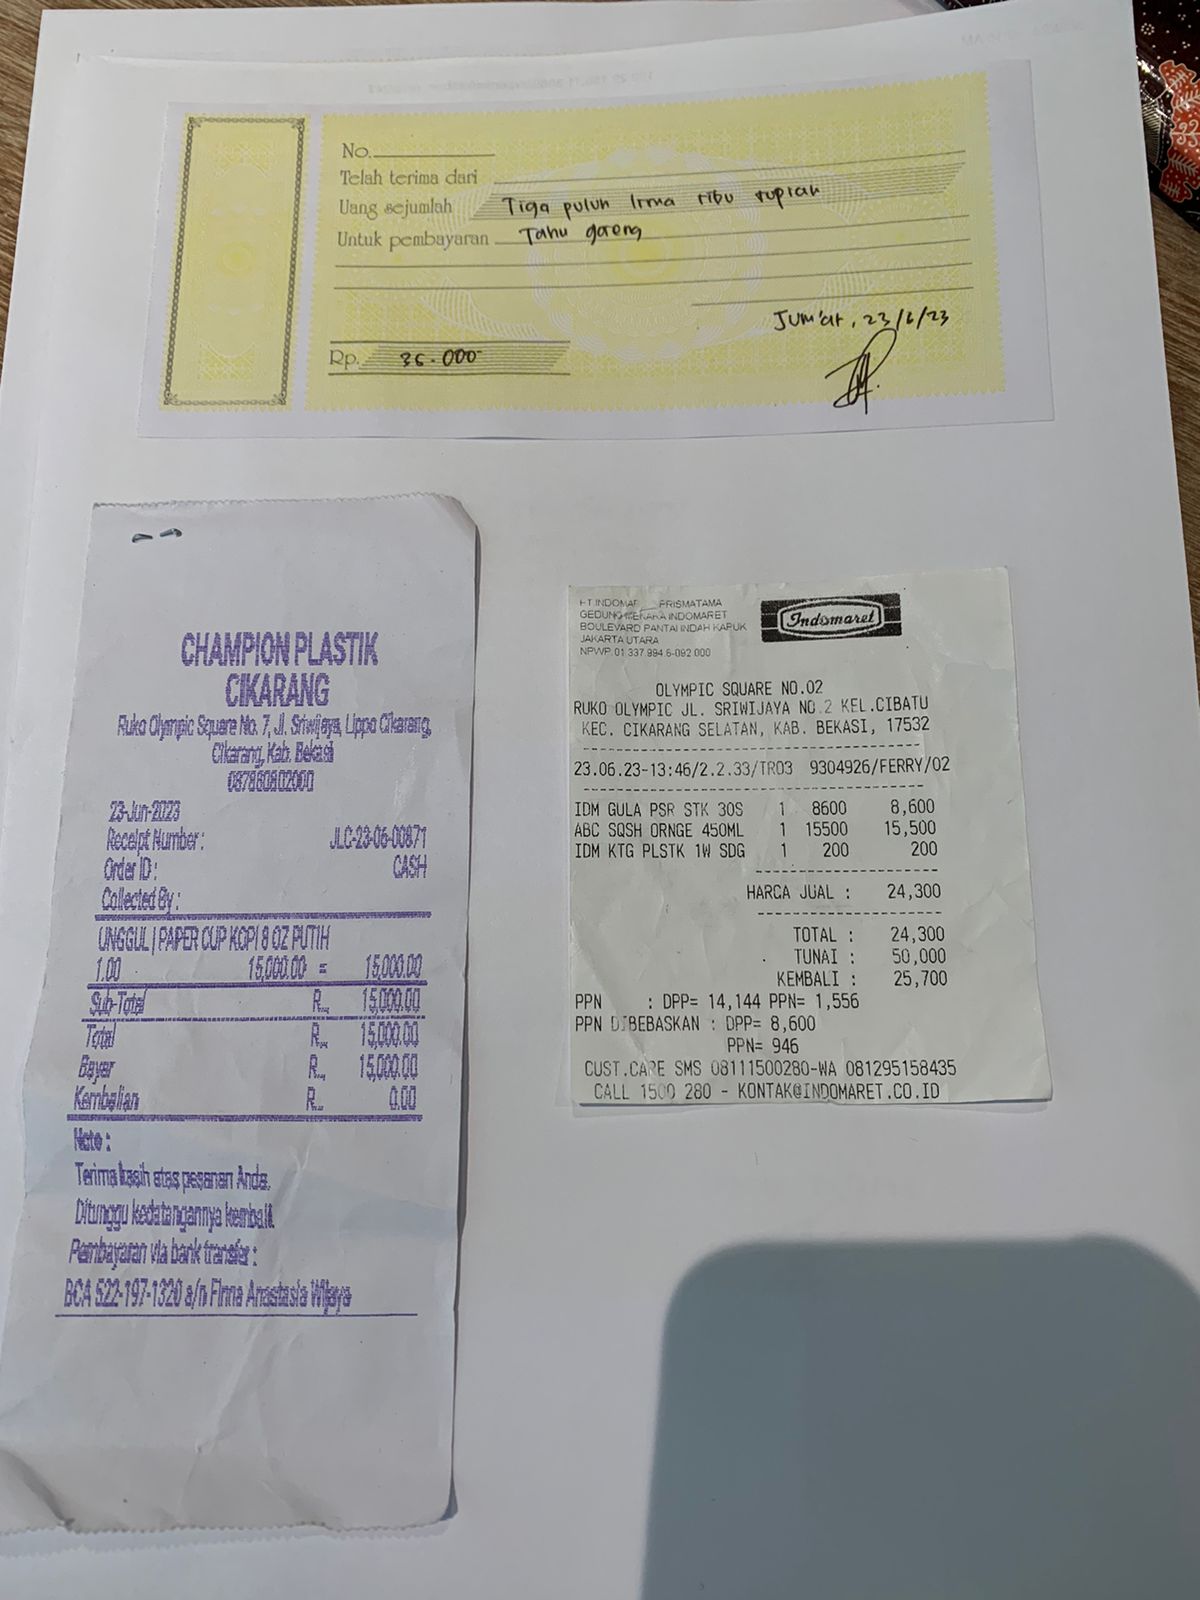 No.
Telah terima dari
Uang sejumlah Tiga puluh lima ribu rupiah
Untuk pembayaran Tahu goreng
Jum'at, 23/6/23
Rp. 35.000-
CHAMPION PLASTIK
CIKARANG
Ruko Olympic Square No. 7, Jl. Sriwijaya, Lippo Cikarang,
Cikarang, Kab. Bekasi
087880802000
23-Jun-2023
Receipt Number : JLC-23-06-00871
Order ID : CASH
Collected By :
UNGGUL | PAPER CUP KOPI 8 OZ PUTIH
1.00 15,000.00 = 15,000.00
Sub-Total R... 15,000.00
Total R... 15,000.00
Bayar R... 15,000.00
Kembalian R... 0.00
Note :
Terima kasih atas pesanan Anda.
Ditunggu kedatangannya kembali.
Pembayaran via bank transfer :
BCA 522-197-1320 a/n Finna Anastasia Wijaya
PRISMATAMA
GEDUNG MENARA INDOMARET
BOULEVARD PANTAI INDAH KAPUK
JAKARTA UTARA
NPWP: 01.337.994.6-092.000
Indomaret
OLYMPIC SQUARE NO.02
RUKO OLYMPIC JL. SRIWIJAYA NO.2 KEL.CIBATU
KEC. CIKARANG SELATAN, KAB. BEKASI, 17532
23.06.23-13:46/2.2.33/TR03 9304926/FERRY/02
IDM GULA PSR STK 30S 1 8600 8,600
ABC SQSH ORNGE 450ML 1 15500 15,500
IDM KTG PLSTK 1W SDG 1 200 200
HARGA JUAL : 24,300
TOTAL : 24,300
TUNAI : 50,000
KEMBALI : 25,700
PPN : DPP= 14,144 PPN= 1,556
PPN DIBEBASKAN : DPP= 8,600
PPN= 946
CUST.CARE SMS 08111500280-WA 081295158435
CALL 1500 280 - KONTAK@INDOMARET.CO.ID